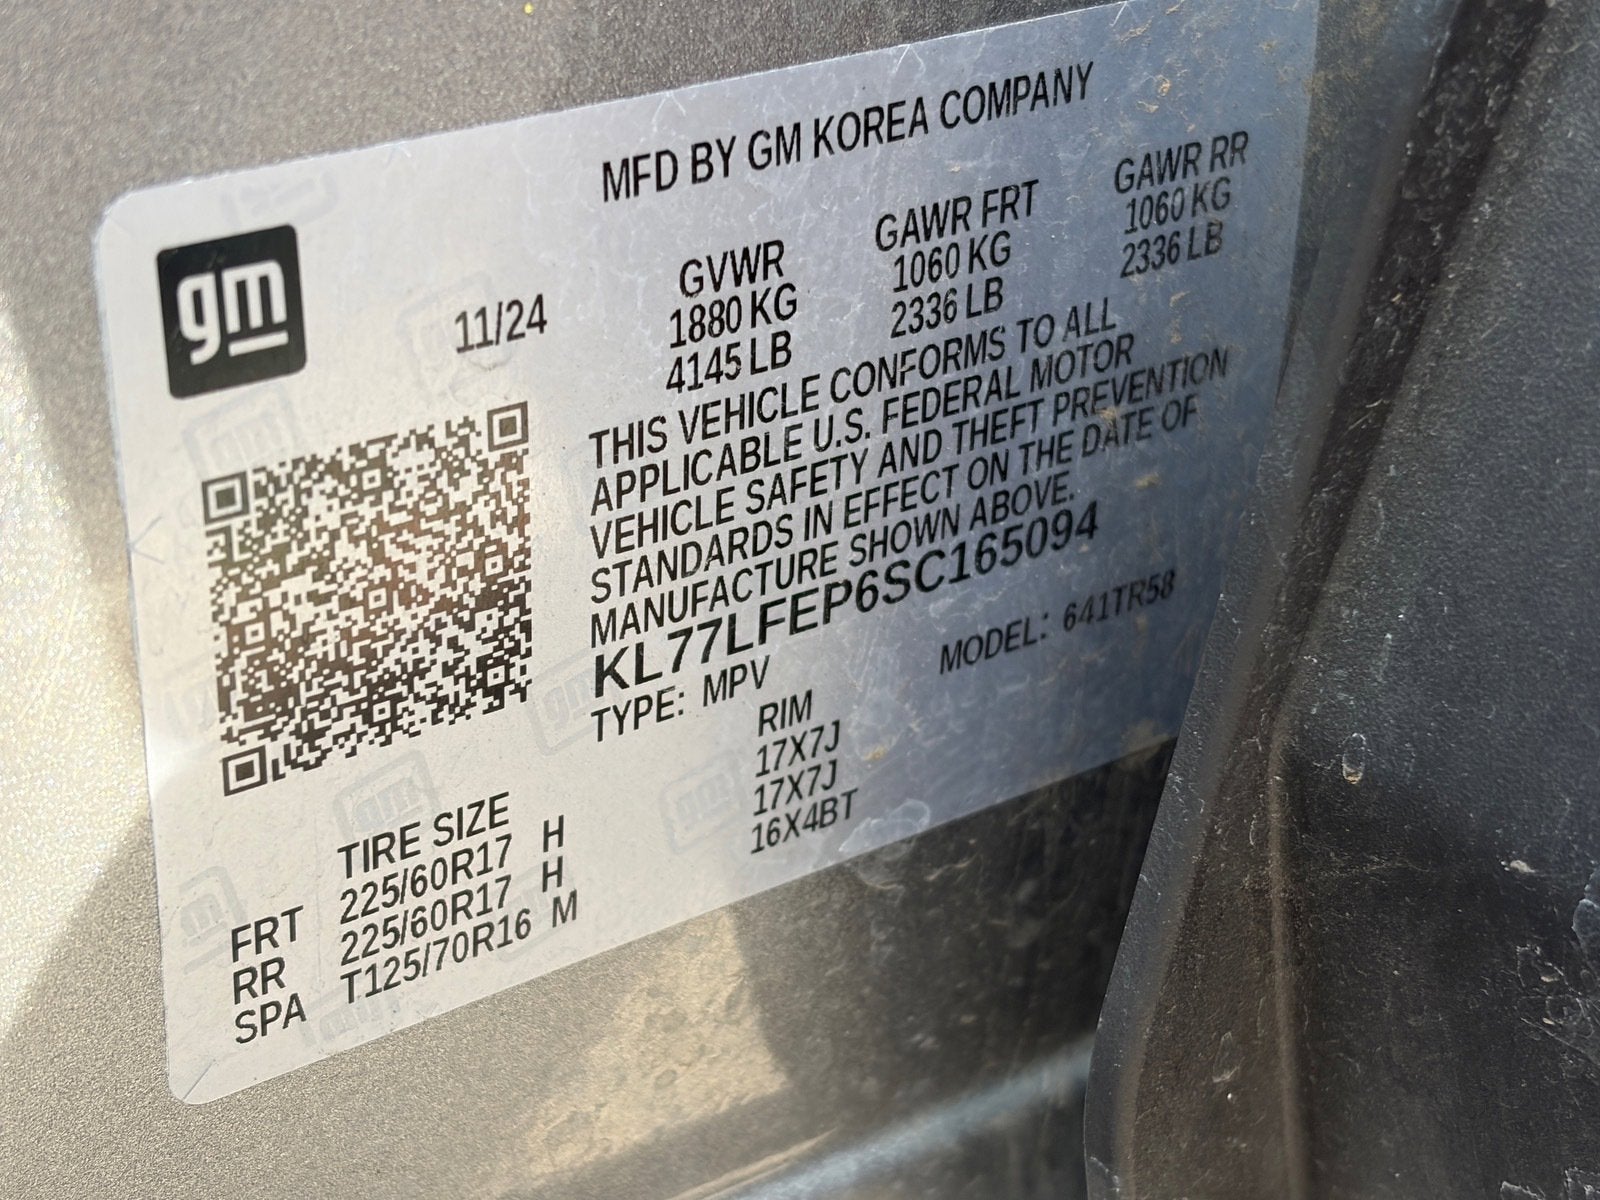 MFD BY GM KOREA COMPANY
gm
11/24
GVWR GAWR FRT GAWR RR
1880 KG 1060 KG 1060 KG
4145 LB 2336 LB 2336 LB
THIS VEHICLE CONFORMS TO ALL
APPLICABLE U.S. FEDERAL MOTOR
VEHICLE SAFETY AND THEFT PREVENTION
STANDARDS IN EFFECT ON THE DATE OF
MANUFACTURE SHOWN ABOVE.
KL77LFEP6SC165094
TYPE: MPV MODEL: 641TR58
TIRE SIZE RIM
FRT 225/60R17 H 17X7J
RR 225/60R17 H 17X7J
SPA T125/70R16 M 16X4BT